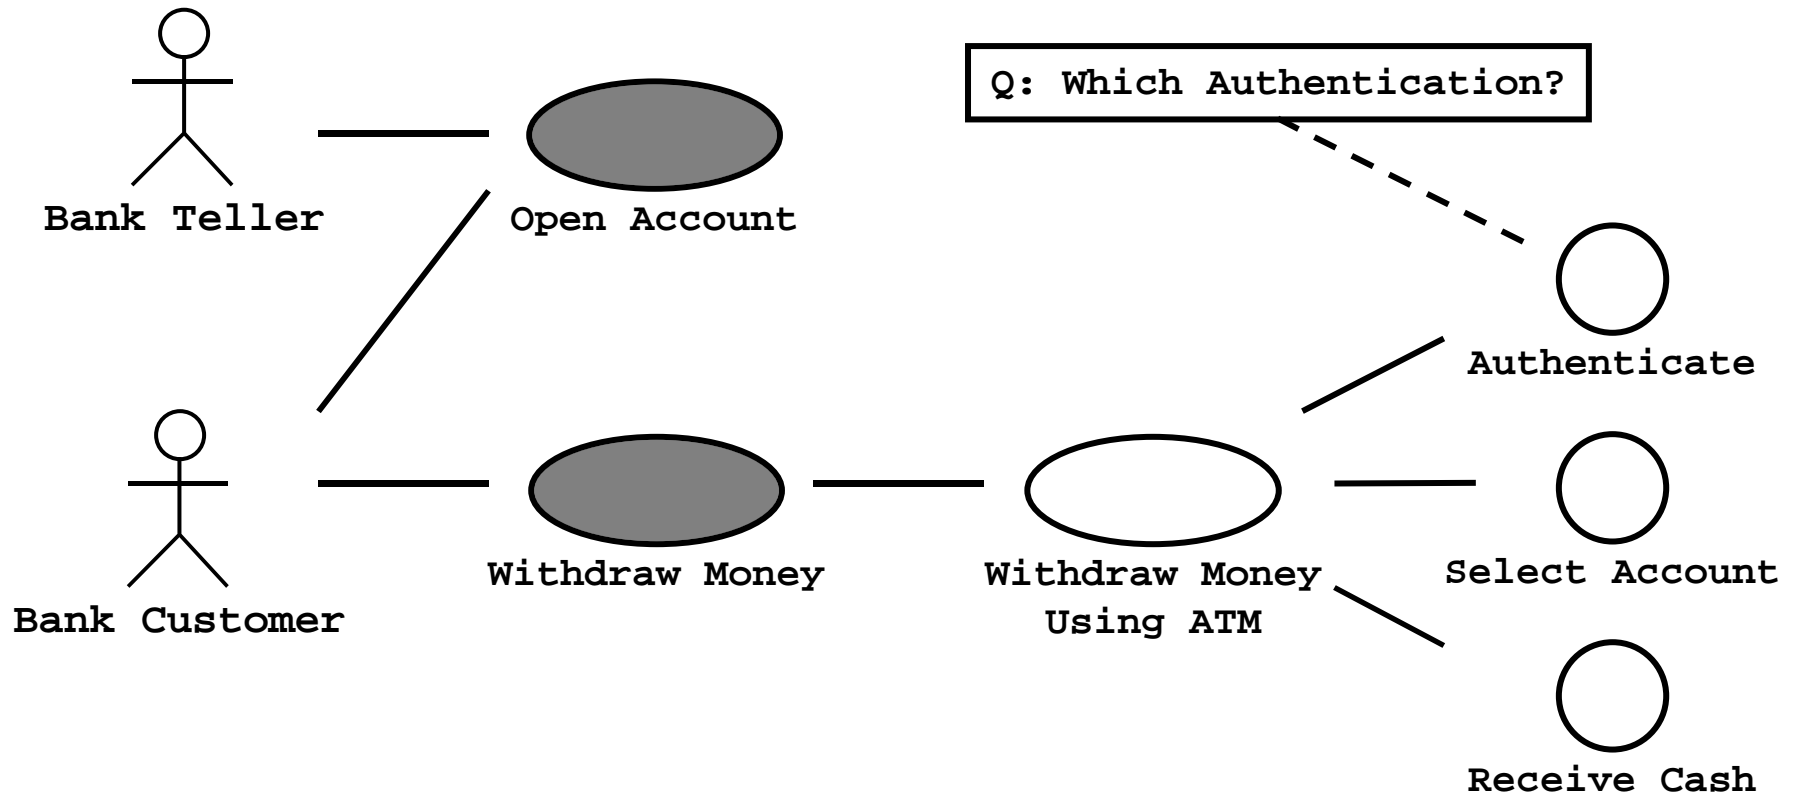 Q: Which Authentication?
Bank Teller
Open Account
Authenticate
Bank Customer
Withdraw Money
Withdraw Money
Using ATM
Select Account
Receive Cash